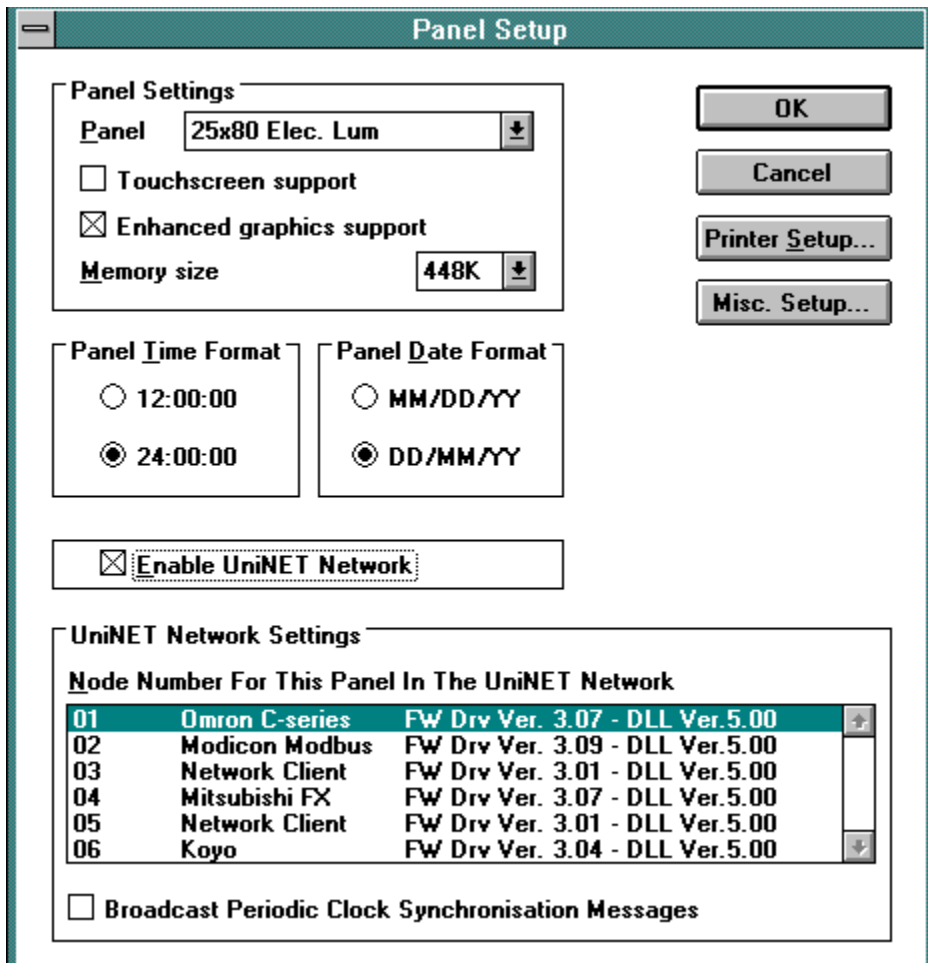 Panel Setup
Panel Settings
Panel 25x80 Elec. Lum
Touchscreen support
Enhanced graphics support
Memory size 448K
OK
Cancel
Printer Setup...
Misc. Setup...
Panel Time Format
12:00:00
24:00:00
Panel Date Format
MM/DD/YY
DD/MM/YY
Enable UniNET Network
UniNET Network Settings
Node Number For This Panel In The UniNET Network
01 Omron C-series FW Drv Ver. 3.07 - DLL Ver.5.00
02 Modicon Modbus FW Drv Ver. 3.09 - DLL Ver.5.00
03 Network Client FW Drv Ver. 3.01 - DLL Ver.5.00
04 Mitsubishi FX FW Drv Ver. 3.07 - DLL Ver.5.00
05 Network Client FW Drv Ver. 3.01 - DLL Ver.5.00
06 Koyo FW Drv Ver. 3.04 - DLL Ver.5.00
Broadcast Periodic Clock Synchronisation Messages